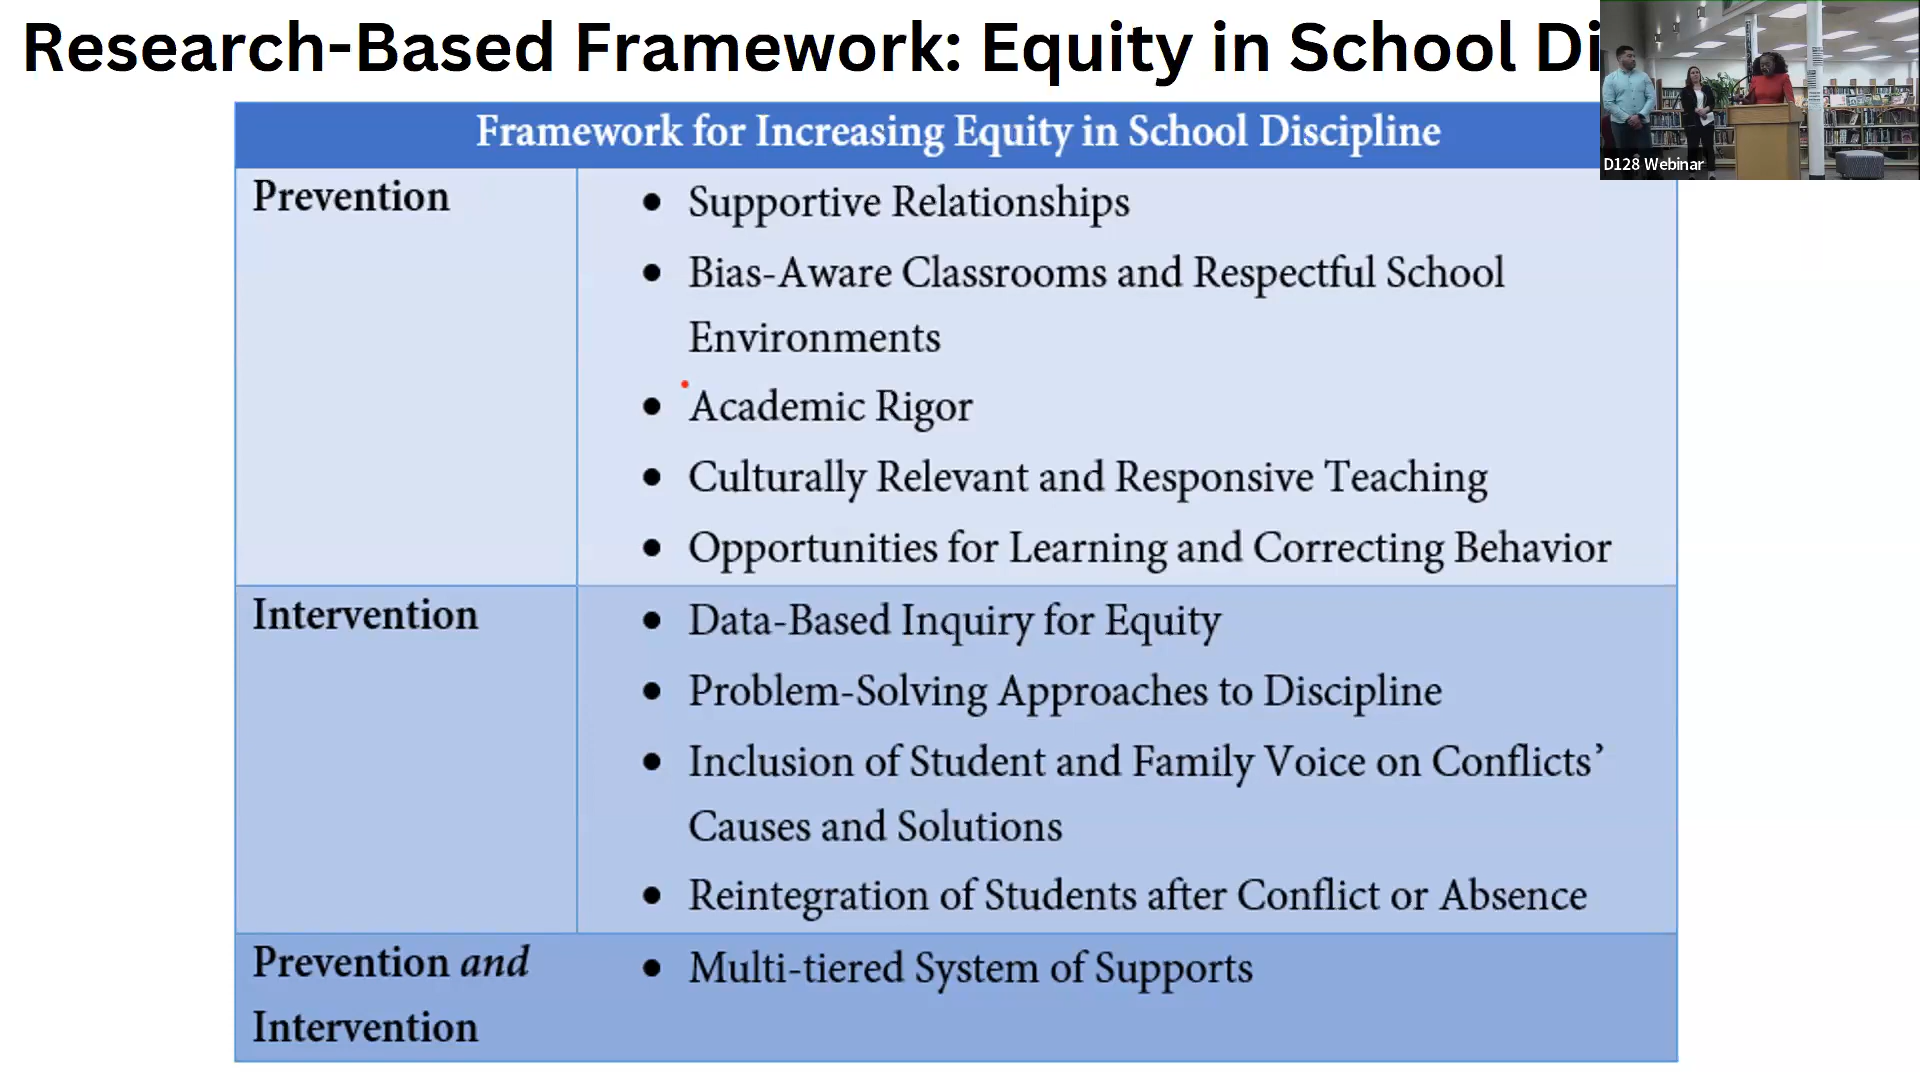 Research-Based Framework: Equity in School Di
D128 Webinar
Framework for Increasing Equity in School Discipline
Prevention
• Supportive Relationships
• Bias-Aware Classrooms and Respectful School
Environments
• Academic Rigor
• Culturally Relevant and Responsive Teaching
• Opportunities for Learning and Correcting Behavior
Intervention
• Data-Based Inquiry for Equity
• Problem-Solving Approaches to Discipline
• Inclusion of Student and Family Voice on Conflicts’
Causes and Solutions
• Reintegration of Students after Conflict or Absence
Prevention and
Intervention
• Multi-tiered System of Supports